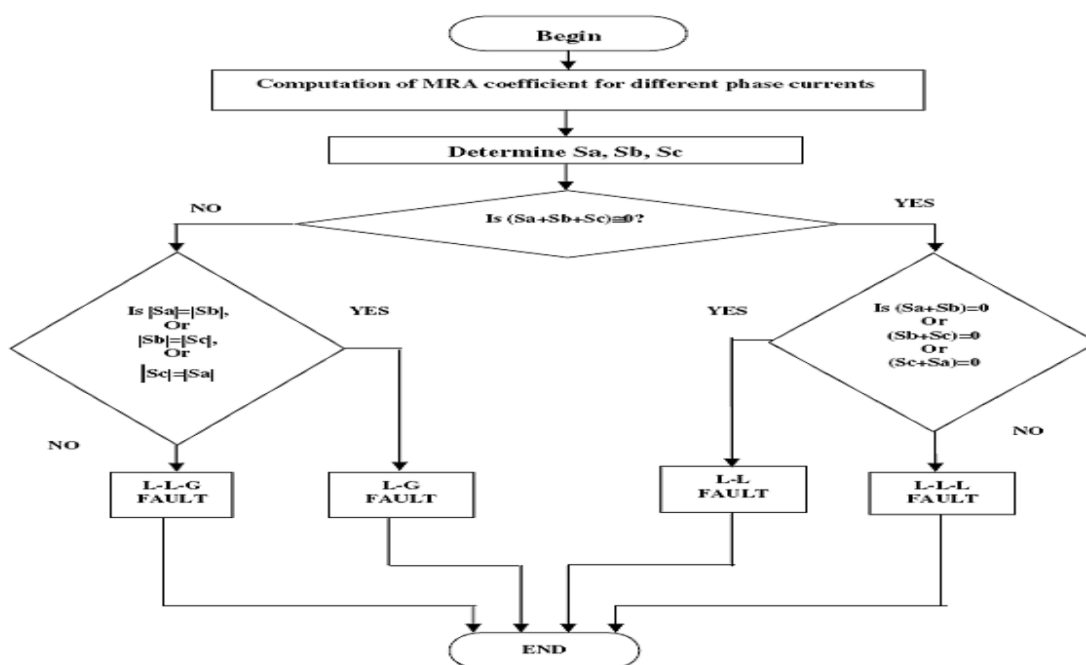 Begin
Computation of MRA coefficient for different phase currents
Determine Sa, Sb, Sc
NO
Is (Sa+Sb+Sc)≅0?
YES
Is |Sa|=|Sb|,
Or
|Sb|=|Sc|,
Or
|Sc|=|Sa|
YES
YES
Is (Sa+Sb)=0
Or
(Sb+Sc)=0
Or
(Sc+Sa)=0
NO
NO
L-L-G
FAULT
L-G
FAULT
L-L
FAULT
L-L-L
FAULT
END